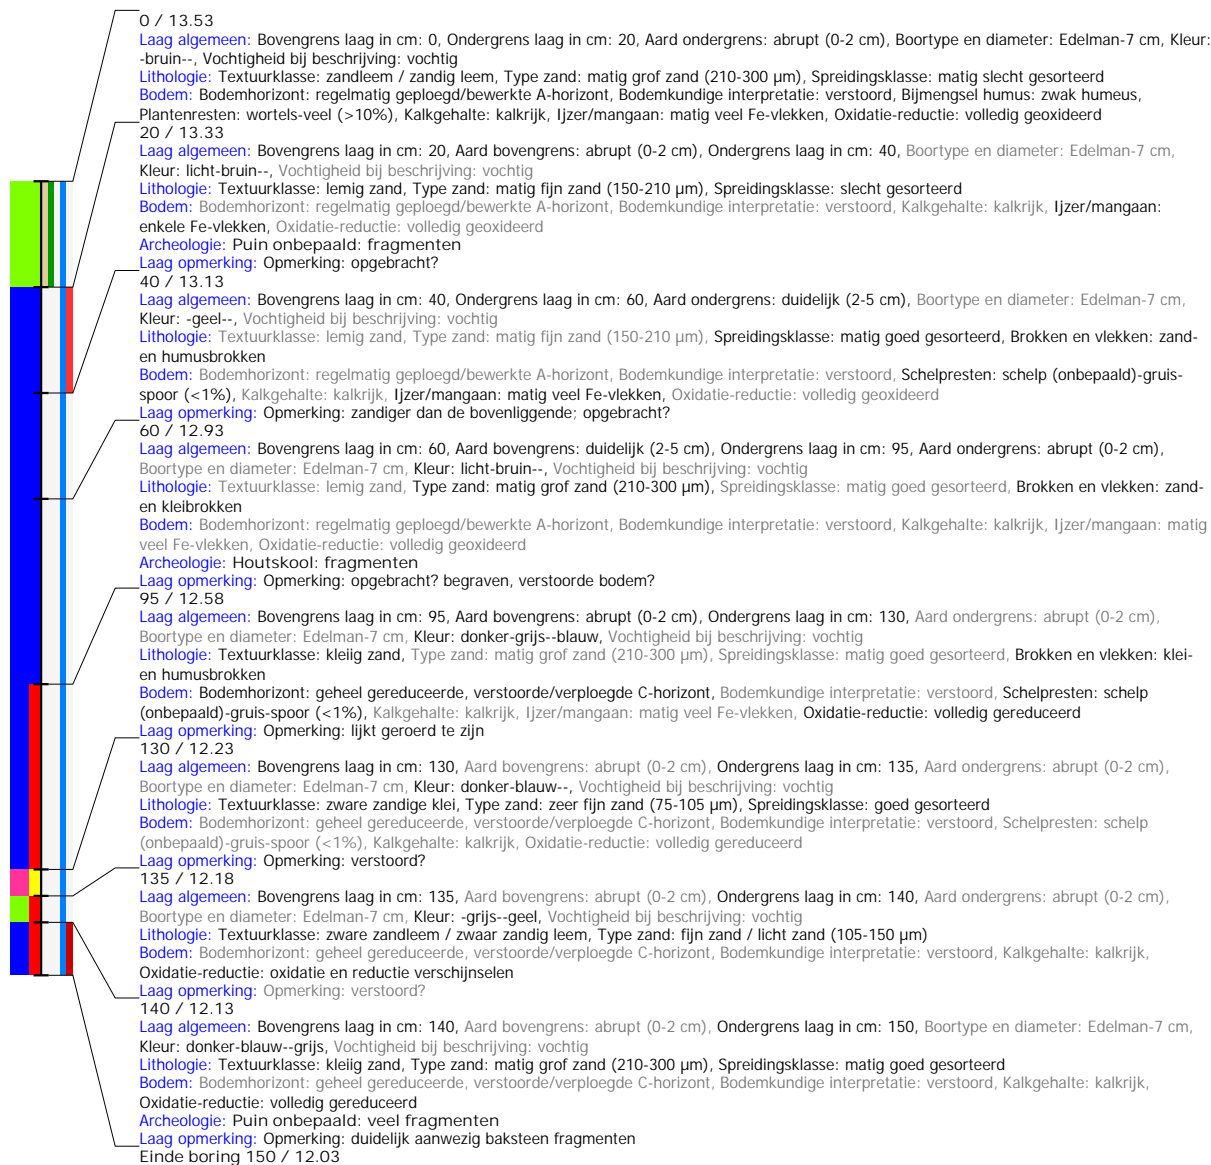 0 / 13.53
Laag algemeen: Bovengrens laag in cm: 0, Ondergrens laag in cm: 20, Aard ondergrens: abrupt (0-2 cm), Boortype en diameter: Edelman-7 cm, Kleur:
-bruin--, Vochtigheid bij beschrijving: vochtig
Lithologie: Textuurklasse: zandleem / zandig leem, Type zand: matig grof zand (210-300 µm), Spreidingsklasse: matig slecht gesorteerd
Bodem: Bodemhorizont: regelmatig geploegd/bewerkte A-horizont, Bodemkundige interpretatie: verstoord, Bijmengsel humus: zwak humeus,
Plantenresten: wortels-veel (>10%), Kalkgehalte: kalkrijk, Ijzer/mangaan: matig veel Fe-vlekken, Oxidatie-reductie: volledig geoxideerd
20 / 13.33
Laag algemeen: Bovengrens laag in cm: 20, Aard bovengrens: abrupt (0-2 cm), Ondergrens laag in cm: 40, Boortype en diameter: Edelman-7 cm,
Kleur: licht-bruin--, Vochtigheid bij beschrijving: vochtig
Lithologie: Textuurklasse: lemig zand, Type zand: matig fijn zand (150-210 µm), Spreidingsklasse: slecht gesorteerd
Bodem: Bodemhorizont: regelmatig geploegd/bewerkte A-horizont, Bodemkundige interpretatie: verstoord, Kalkgehalte: kalkrijk, Ijzer/mangaan:
enkele Fe-vlekken, Oxidatie-reductie: volledig geoxideerd
Archeologie: Puin onbepaald: fragmenten
Laag opmerking: Opmerking: opgebracht?
40 / 13.13
Laag algemeen: Bovengrens laag in cm: 40, Ondergrens laag in cm: 60, Aard ondergrens: duidelijk (2-5 cm), Boortype en diameter: Edelman-7 cm,
Kleur: -geel--, Vochtigheid bij beschrijving: vochtig
Lithologie: Textuurklasse: lemig zand, Type zand: matig fijn zand (150-210 µm), Spreidingsklasse: matig goed gesorteerd, Brokken en vlekken: zand-
en humusbrokken
Bodem: Bodemhorizont: regelmatig geploegd/bewerkte A-horizont, Bodemkundige interpretatie: verstoord, Schelpresten: schelp (onbepaald)-gruis-
spoor (<1%), Kalkgehalte: kalkrijk, Ijzer/mangaan: matig veel Fe-vlekken, Oxidatie-reductie: volledig geoxideerd
Laag opmerking: Opmerking: zandiger dan de bovenliggende; opgebracht?
60 / 12.93
Laag algemeen: Bovengrens laag in cm: 60, Aard bovengrens: duidelijk (2-5 cm), Ondergrens laag in cm: 95, Aard ondergrens: abrupt (0-2 cm),
Boortype en diameter: Edelman-7 cm, Kleur: licht-bruin--, Vochtigheid bij beschrijving: vochtig
Lithologie: Textuurklasse: lemig zand, Type zand: matig grof zand (210-300 µm), Spreidingsklasse: matig goed gesorteerd, Brokken en vlekken: zand-
en kleibrokken
Bodem: Bodemhorizont: regelmatig geploegd/bewerkte A-horizont, Bodemkundige interpretatie: verstoord, Kalkgehalte: kalkrijk, Ijzer/mangaan: matig
veel Fe-vlekken, Oxidatie-reductie: volledig geoxideerd
Archeologie: Houtskool: fragmenten
Laag opmerking: Opmerking: opgebracht? begraven, verstoorde bodem?
95 / 12.58
Laag algemeen: Bovengrens laag in cm: 95, Aard bovengrens: abrupt (0-2 cm), Ondergrens laag in cm: 130, Aard ondergrens: abrupt (0-2 cm),
Boortype en diameter: Edelman-7 cm, Kleur: donker-grijs--blauw, Vochtigheid bij beschrijving: vochtig
Lithologie: Textuurklasse: kleiig zand, Type zand: matig grof zand (210-300 µm), Spreidingsklasse: matig goed gesorteerd, Brokken en vlekken: klei-
en humusbrokken
Bodem: Bodemhorizont: geheel gereduceerde, verstoorde/verploegde C-horizont, Bodemkundige interpretatie: verstoord, Schelpresten: schelp
(onbepaald)-gruis-spoor (<1%), Kalkgehalte: kalkrijk, Ijzer/mangaan: matig veel Fe-vlekken, Oxidatie-reductie: volledig gereduceerd
Laag opmerking: Opmerking: lijkt geroerd te zijn
130 / 12.23
Laag algemeen: Bovengrens laag in cm: 130, Aard bovengrens: abrupt (0-2 cm), Ondergrens laag in cm: 135, Aard ondergrens: abrupt (0-2 cm),
Boortype en diameter: Edelman-7 cm, Kleur: donker-blauw--, Vochtigheid bij beschrijving: vochtig
Lithologie: Textuurklasse: zware zandige klei, Type zand: zeer fijn zand (75-105 µm), Spreidingsklasse: goed gesorteerd
Bodem: Bodemhorizont: geheel gereduceerde, verstoorde/verploegde C-horizont, Bodemkundige interpretatie: verstoord, Schelpresten: schelp
(onbepaald)-gruis-spoor (<1%), Kalkgehalte: kalkrijk, Oxidatie-reductie: volledig gereduceerd
Laag opmerking: Opmerking: verstoord?
135 / 12.18
Laag algemeen: Bovengrens laag in cm: 135, Aard bovengrens: abrupt (0-2 cm), Ondergrens laag in cm: 140, Aard ondergrens: abrupt (0-2 cm),
Boortype en diameter: Edelman-7 cm, Kleur: -grijs--geel, Vochtigheid bij beschrijving: vochtig
Lithologie: Textuurklasse: zware zandleem / zwaar zandig leem, Type zand: fijn zand / licht zand (105-150 µm)
Bodem: Bodemhorizont: geheel gereduceerde, verstoorde/verploegde C-horizont, Bodemkundige interpretatie: verstoord, Kalkgehalte: kalkrijk,
Oxidatie-reductie: oxidatie en reductie verschijnselen
Laag opmerking: Opmerking: verstoord?
140 / 12.13
Laag algemeen: Bovengrens laag in cm: 140, Aard bovengrens: abrupt (0-2 cm), Ondergrens laag in cm: 150, Boortype en diameter: Edelman-7 cm,
Kleur: donker-blauw--grijs, Vochtigheid bij beschrijving: vochtig
Lithologie: Textuurklasse: kleiig zand, Type zand: matig grof zand (210-300 µm), Spreidingsklasse: matig goed gesorteerd
Bodem: Bodemhorizont: geheel gereduceerde, verstoorde/verploegde C-horizont, Bodemkundige interpretatie: verstoord, Kalkgehalte: kalkrijk,
Oxidatie-reductie: volledig gereduceerd
Archeologie: Puin onbepaald: veel fragmenten
Laag opmerking: Opmerking: duidelijk aanwezig baksteen fragmenten
Einde boring 150 / 12.03